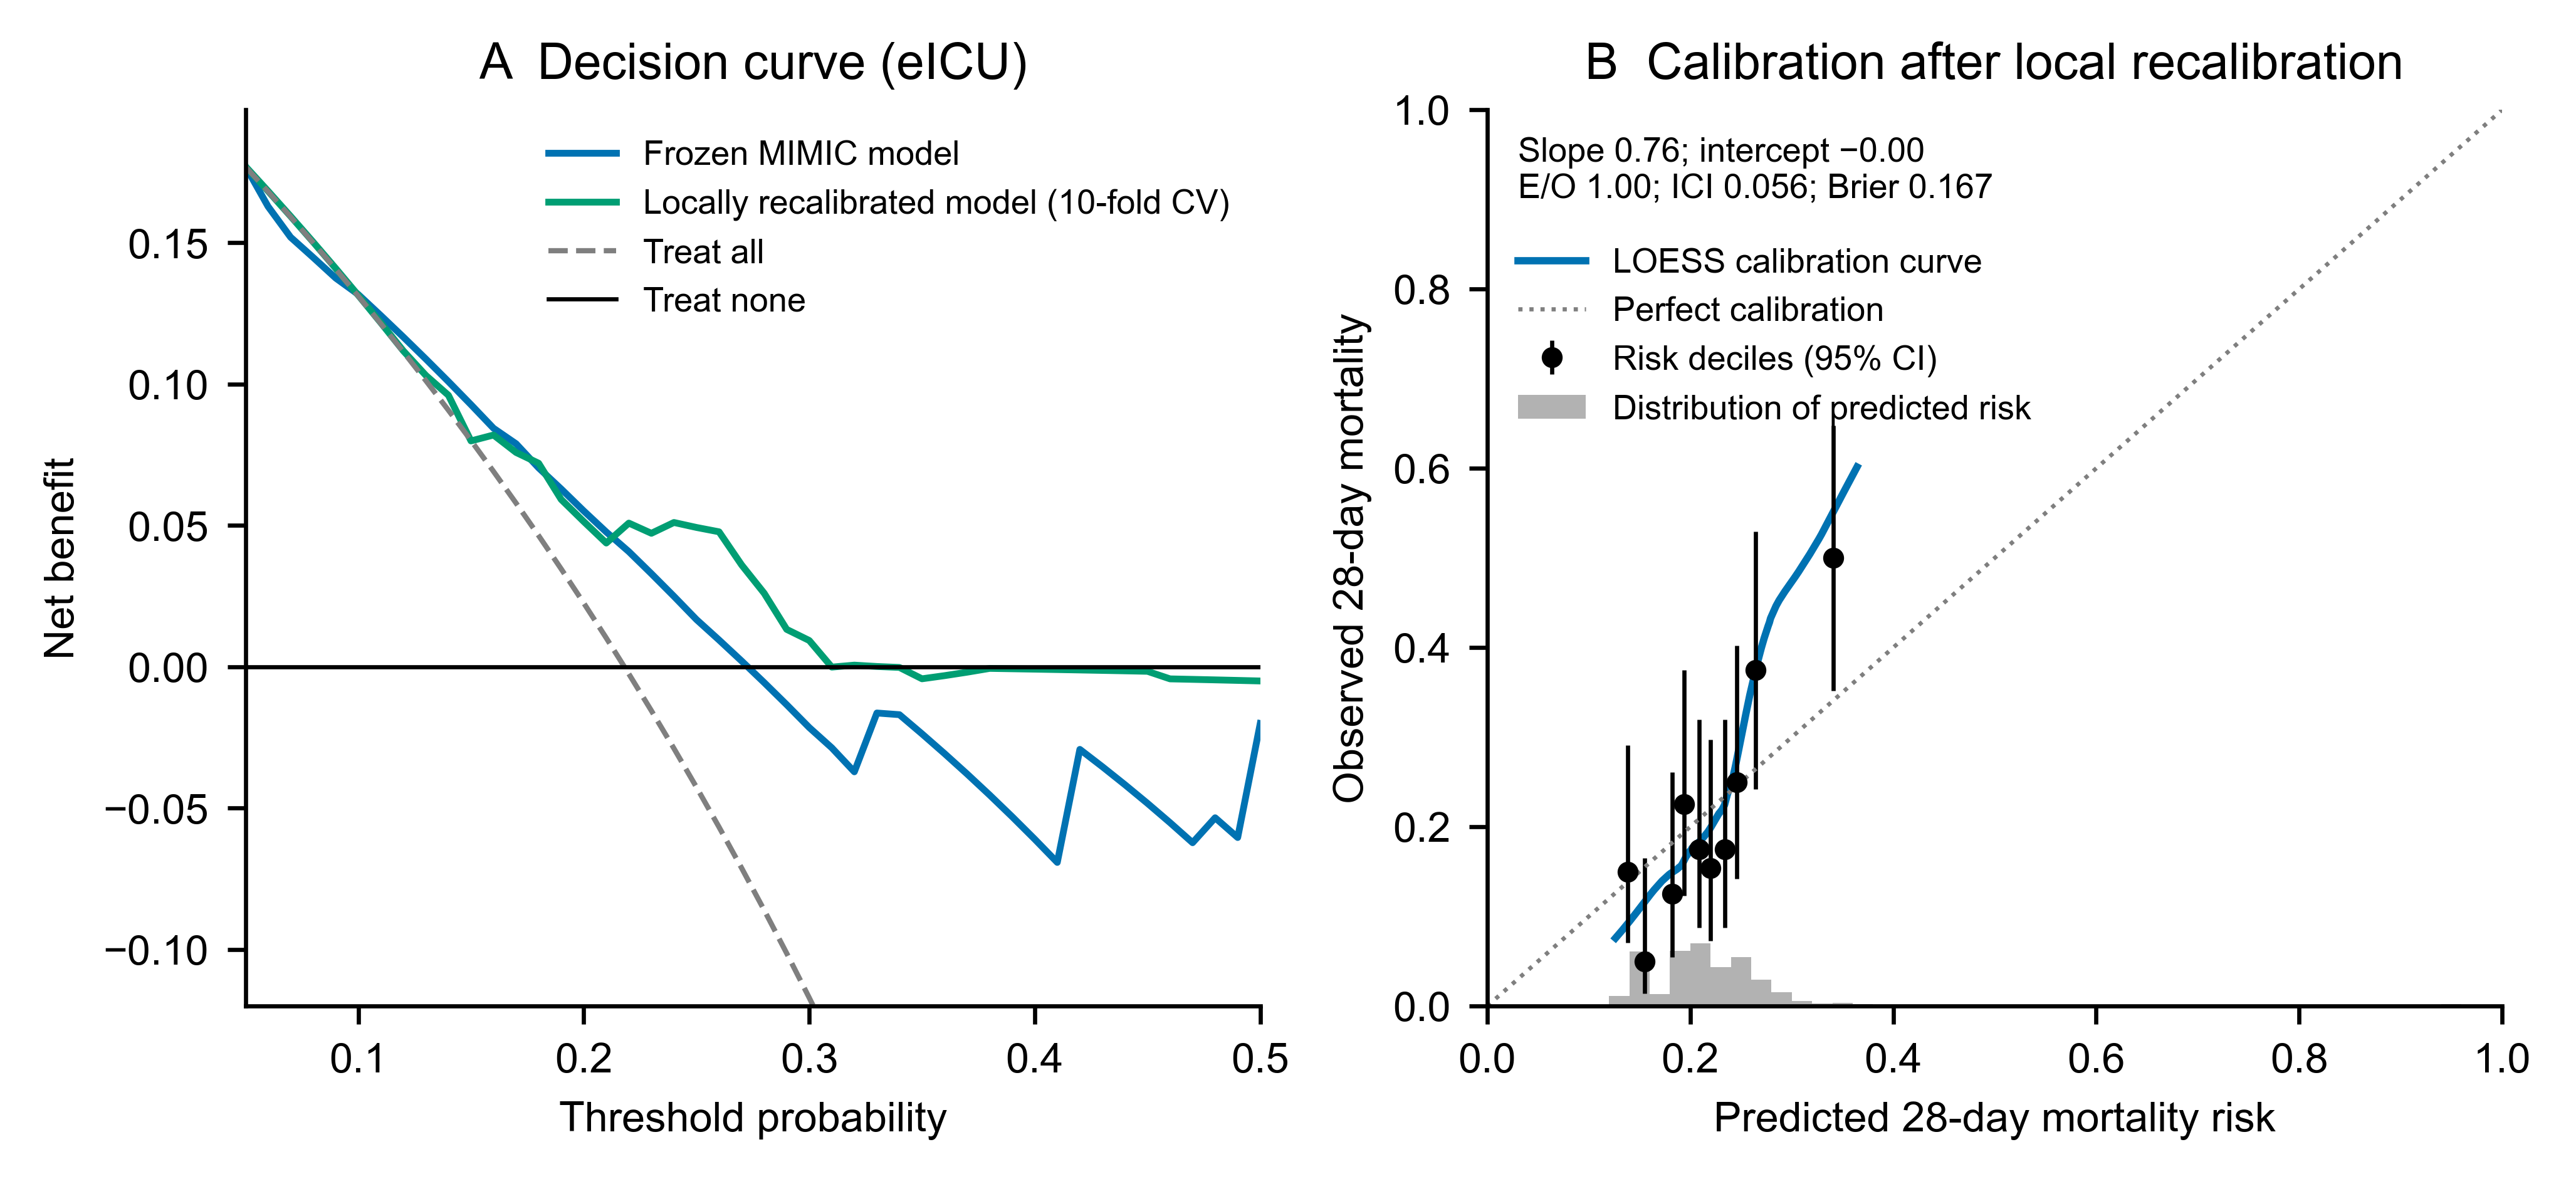 A Decision curve (eICU)
Frozen MIMIC model
Locally recalibrated model (10-fold CV)
Treat all
Treat none
Net benefit
0.15
0.10
0.05
0.00
−0.05
−0.10
0.1
0.2
0.3
0.4
0.5
Threshold probability
B Calibration after local recalibration
Slope 0.76; intercept −0.00
E/O 1.00; ICI 0.056; Brier 0.167
LOESS calibration curve
Perfect calibration
Risk deciles (95% CI)
Distribution of predicted risk
Observed 28-day mortality
1.0
0.8
0.6
0.4
0.2
0.0
0.0
0.2
0.4
0.6
0.8
1.0
Predicted 28-day mortality risk